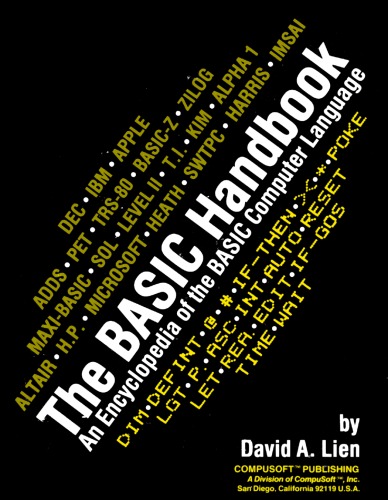 DEC • IBM • APPLE
ADDS • PET • TRS-80 • BASIC-Z • ZILOG
MAXI-BASIC • SOL • LEVEL II • T.I. • KIM • ALPHA 1
ALTAIR • H.P. • MICROSOFT • HEATH • SWTPC • HARRIS • IMSAI
The BASIC Handbook
An Encyclopedia of the BASIC Computer Language
DIM•DEFINT•@•#•IF-THEN•>•<•*•POKE
LGT•P.•ASC•INT•AUTO•RESET
LET•REA•EDIT•IF-GOS
TIME•WAIT
by
David A. Lien
COMPUSOFT™ PUBLISHING
A Division of CompuSoft™, Inc.
San Diego, California 92119 U.S.A.